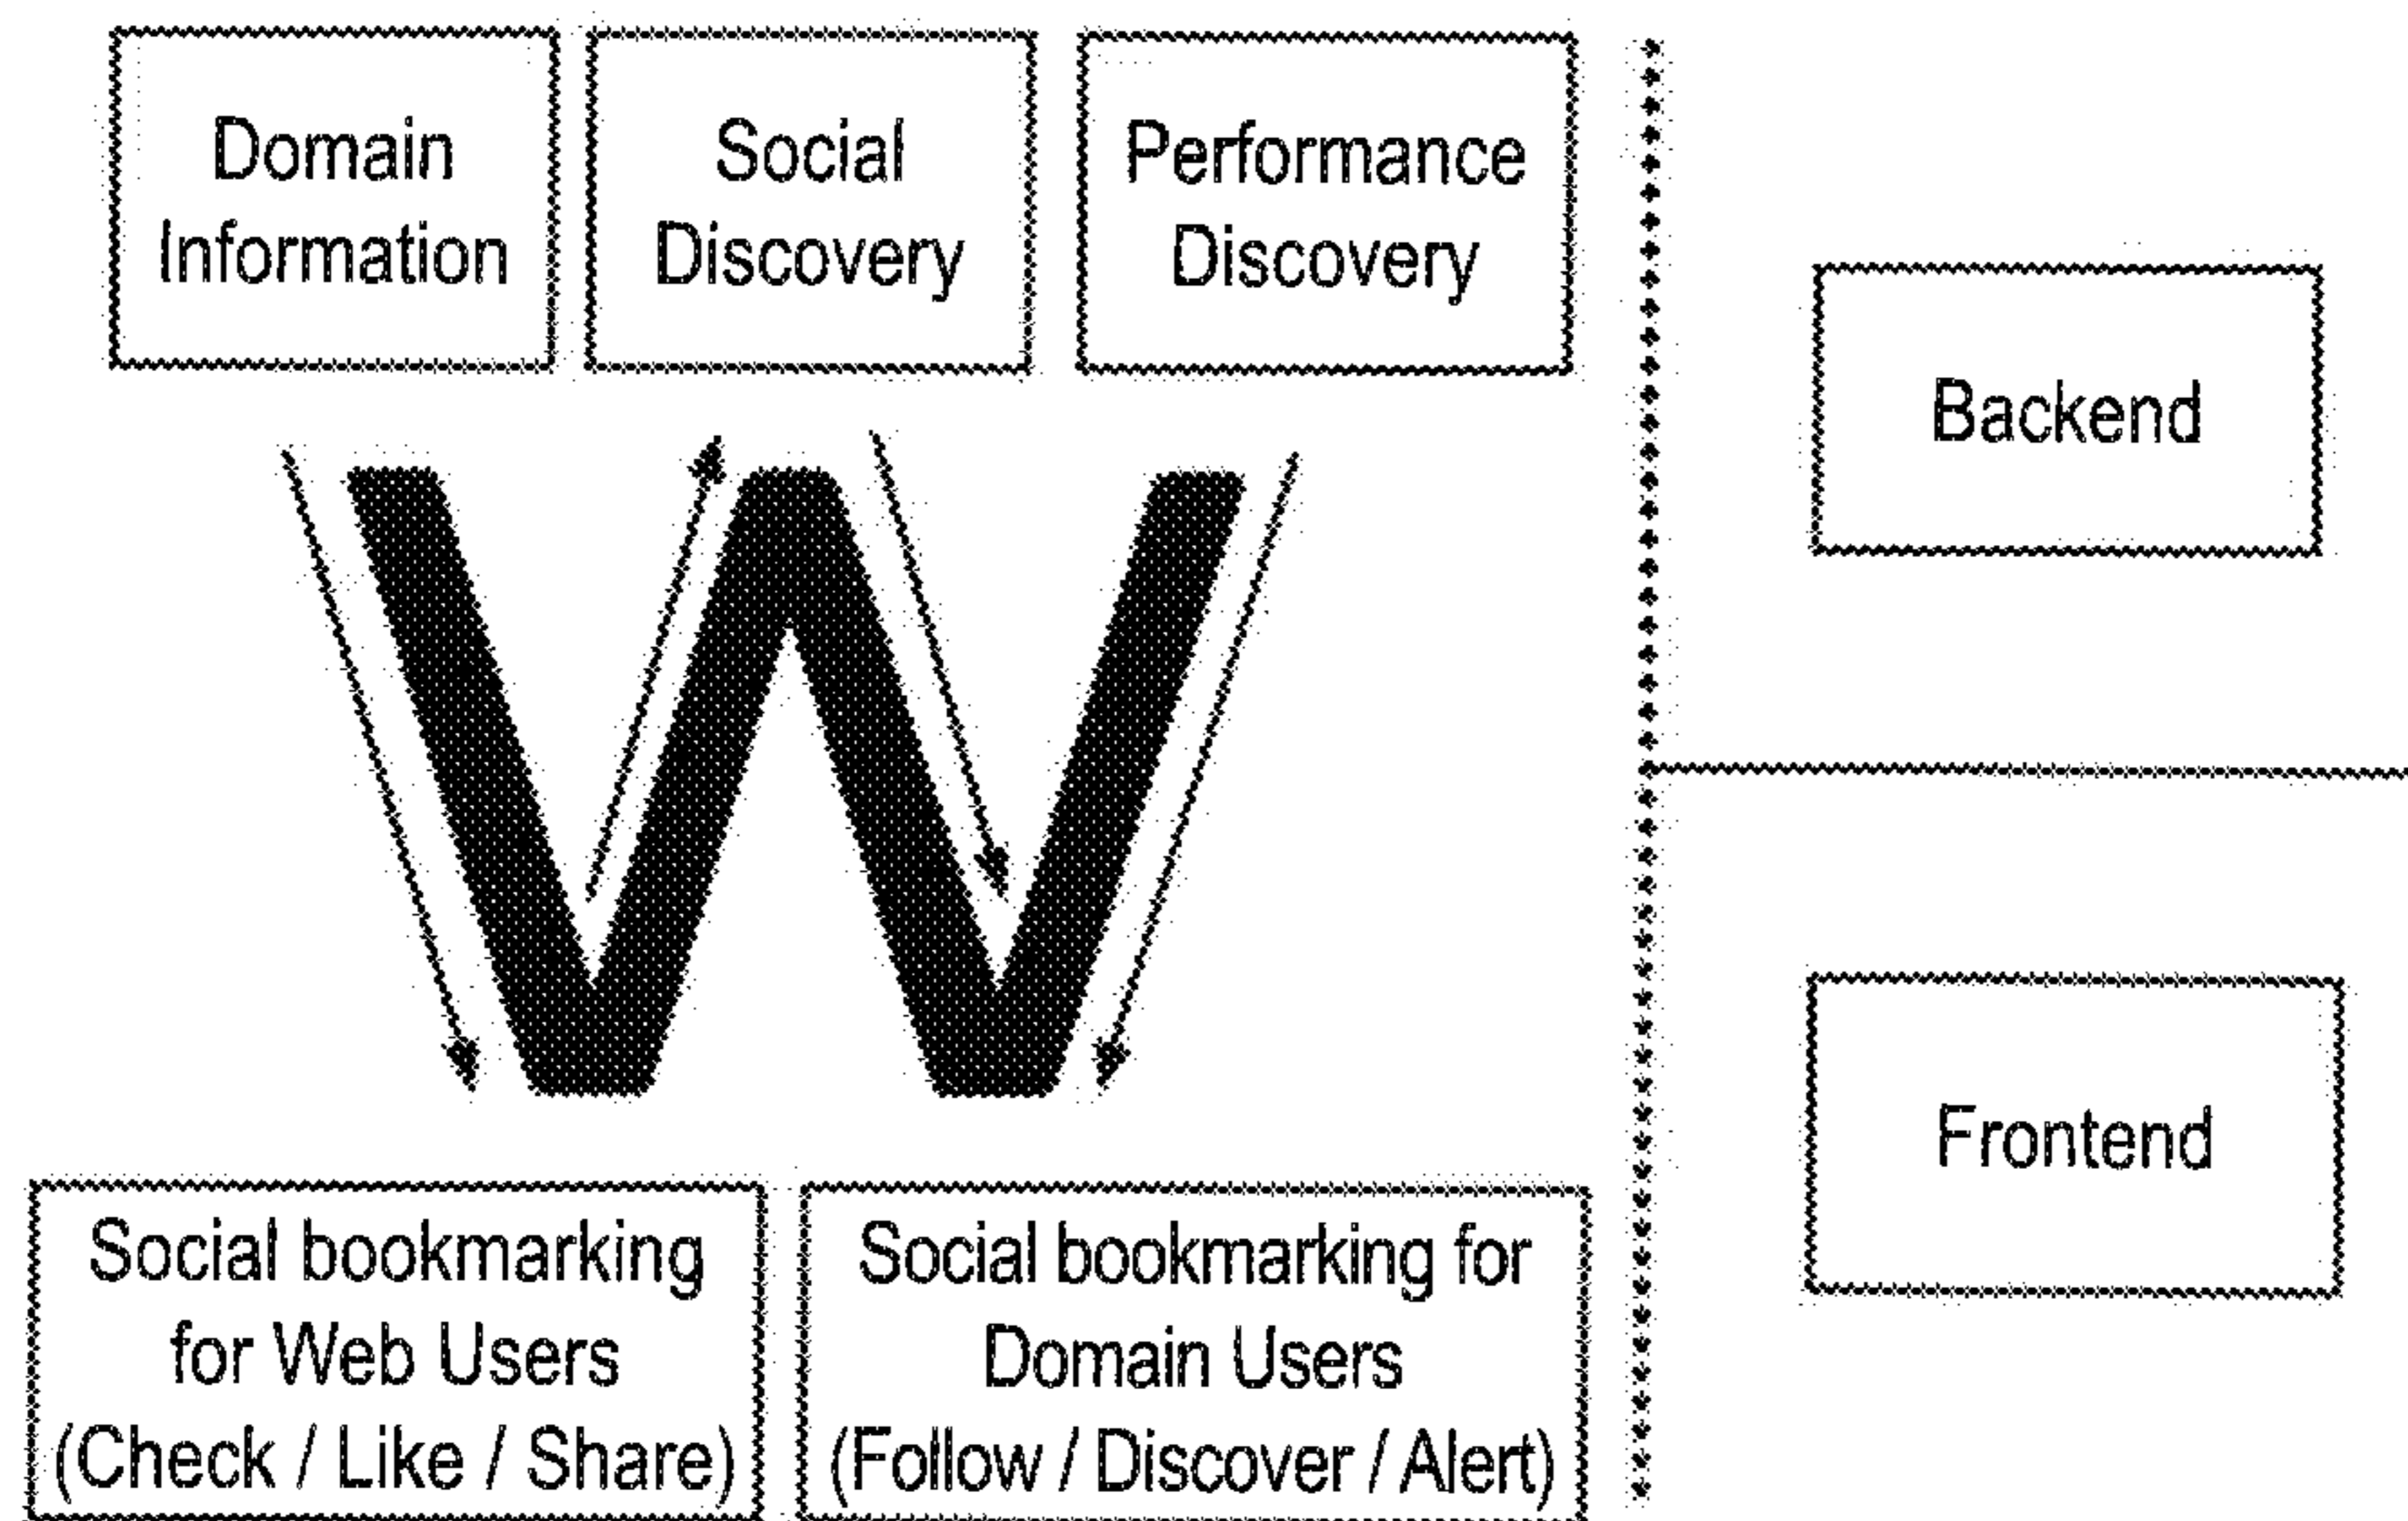 Domain
Information
Social
Discovery
Performance
Discovery
Backend
W
Frontend
Social bookmarking
for Web Users
(Check / Like / Share)
Social bookmarking for
Domain Users
(Follow / Discover / Alert)